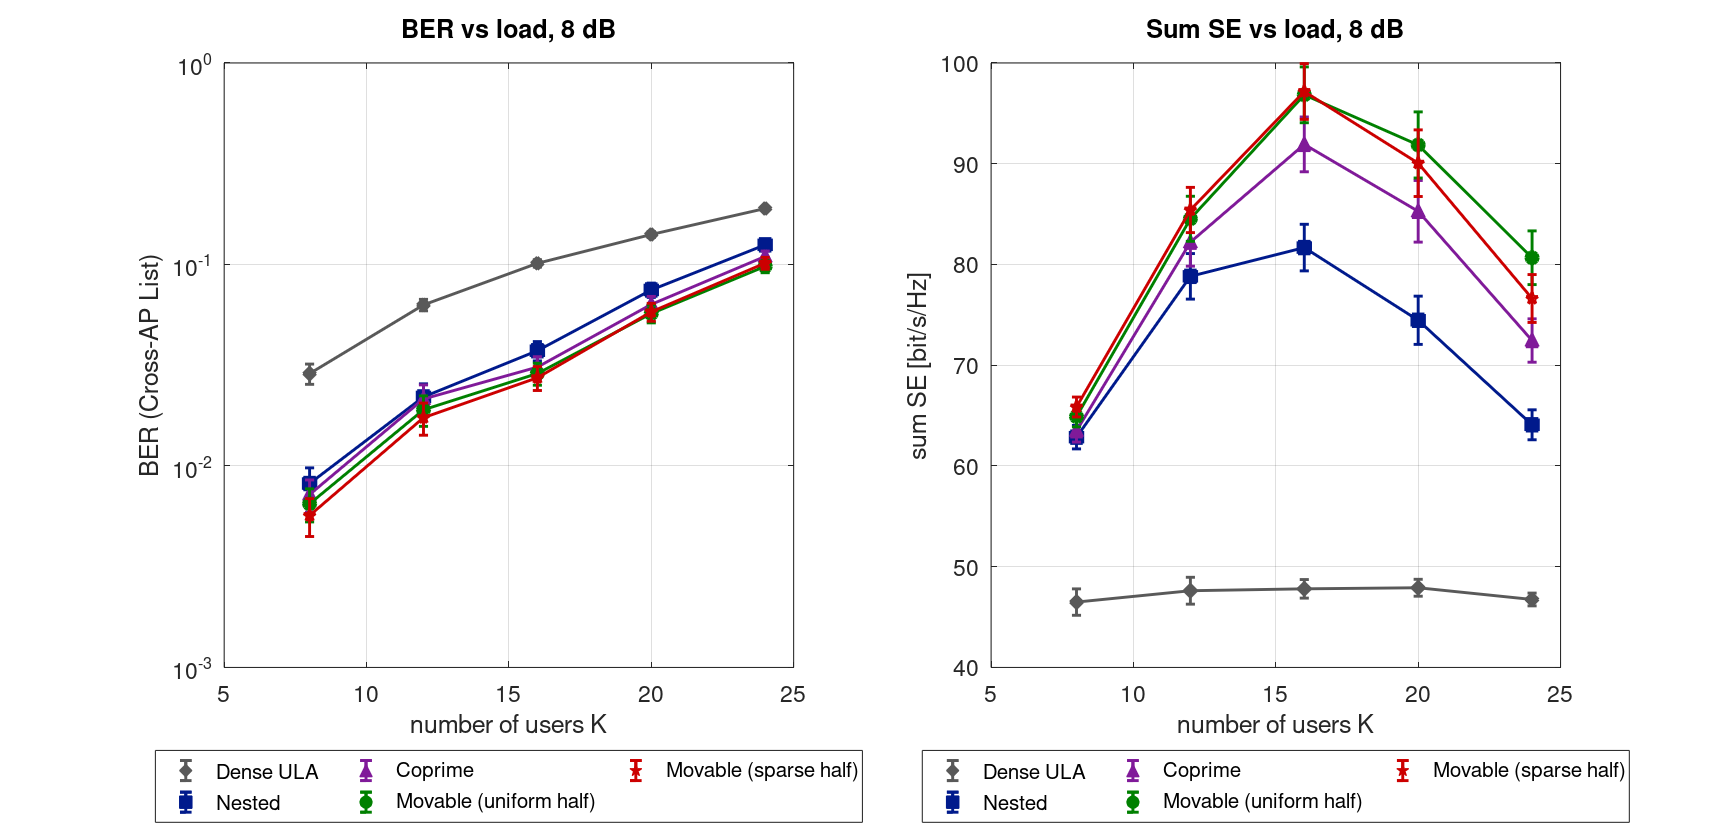 BER vs load, 8 dB
10^0
10^-1
10^-2
10^-3
BER (Cross-AP List)
5 10 15 20 25
number of users K
Dense ULA Coprime Movable (sparse half)
Nested Movable (uniform half)
Sum SE vs load, 8 dB
100
90
80
70
60
50
40
sum SE [bit/s/Hz]
5 10 15 20 25
number of users K
Dense ULA Coprime Movable (sparse half)
Nested Movable (uniform half)